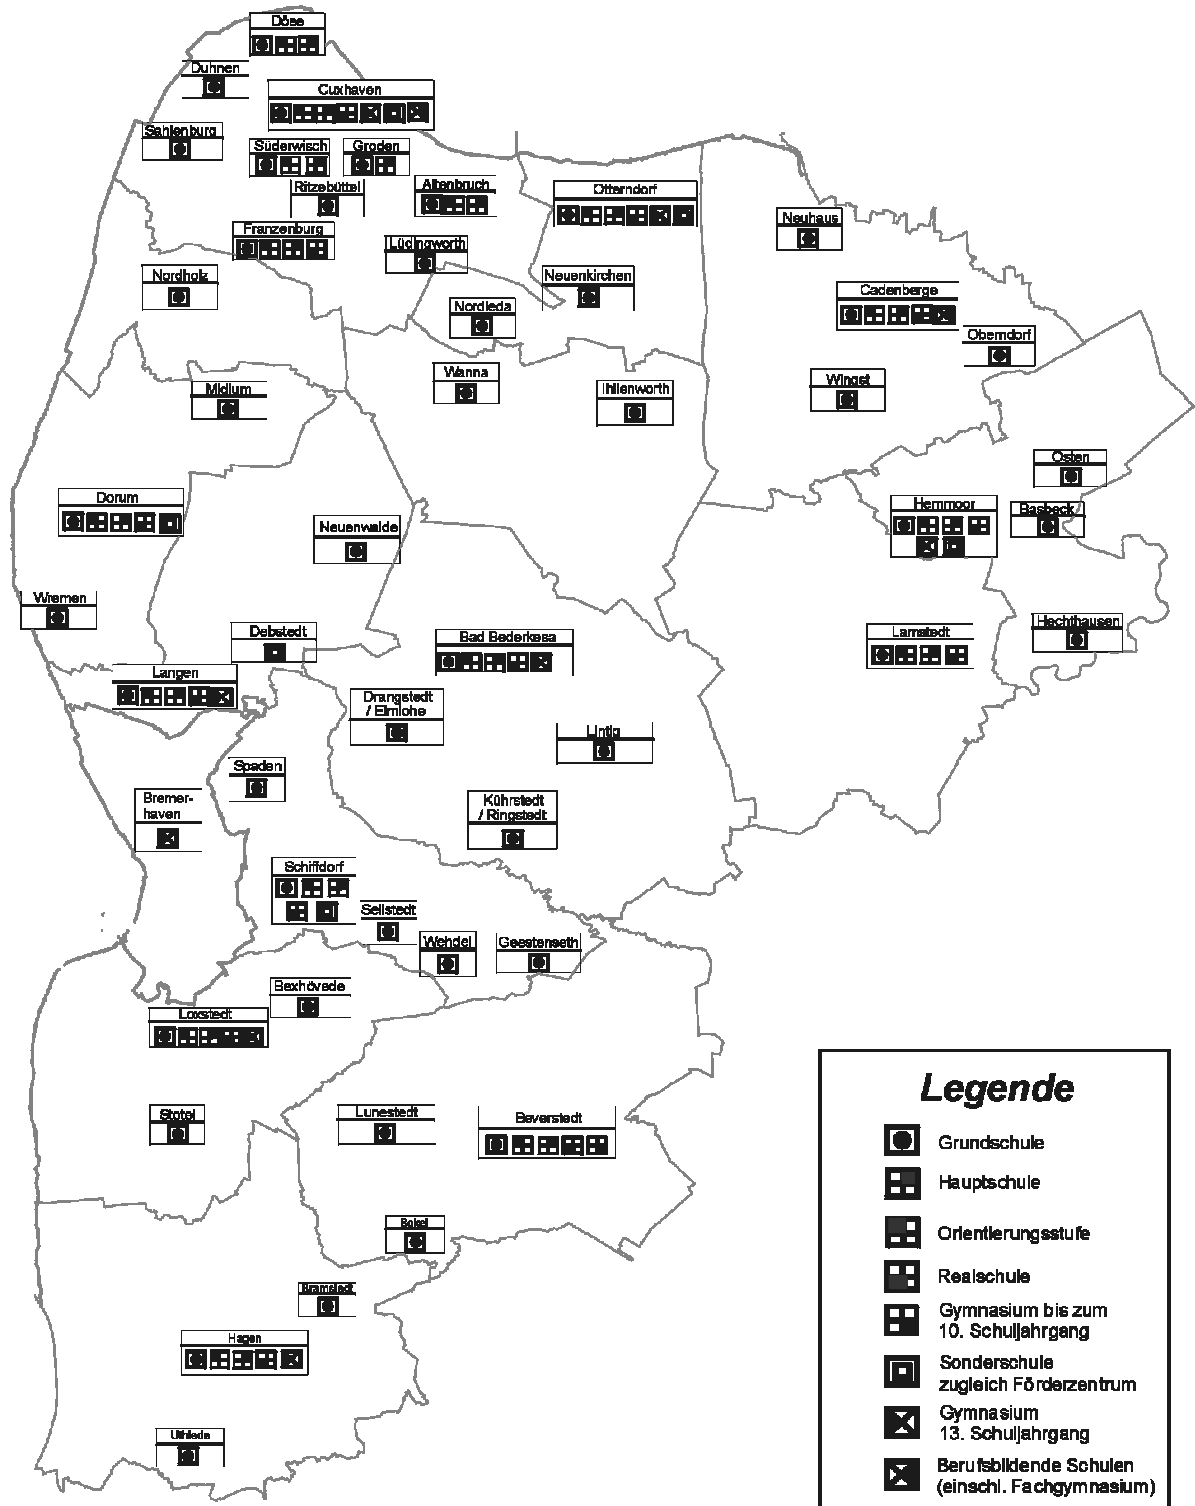 Döse
Duhnen
Cuxhaven
Sahlenburg
Süderwisch
Groden
Ritzebüttel
Altenbruch
Otterndorf
Neuhaus
Franzenburg
Lüdingworth
Nordholz
Neuenkirchen
Nordleda
Cadenberge
Oberndorf
Wanna
Midlum
Ihlienworth
Wingst
Osten
Dorum
Neuenwalde
Hemmoor
Basbeck
Wremen
Debstedt
Bad Bederkesa
Lamstedt
Hechthausen
Langen
Drangstedt
/ Elmlohe
Lintig
Spaden
Bremer-
haven
Kührstedt
/ Ringstedt
Schiffdorf
Sellstedt
Wehdel
Geestenseth
Bexhövede
Loxstedt
Stotel
Lunestedt
Beverstedt
Bokel
Bramstedt
Hagen
Uthlede
Legende
Grundschule
Hauptschule
Orientierungsstufe
Realschule
Gymnasium bis zum
10. Schuljahrgang
Sonderschule
zugleich Förderzentrum
Gymnasium
13. Schuljahrgang
Berufsbildende Schulen
(einschl. Fachgymnasium)